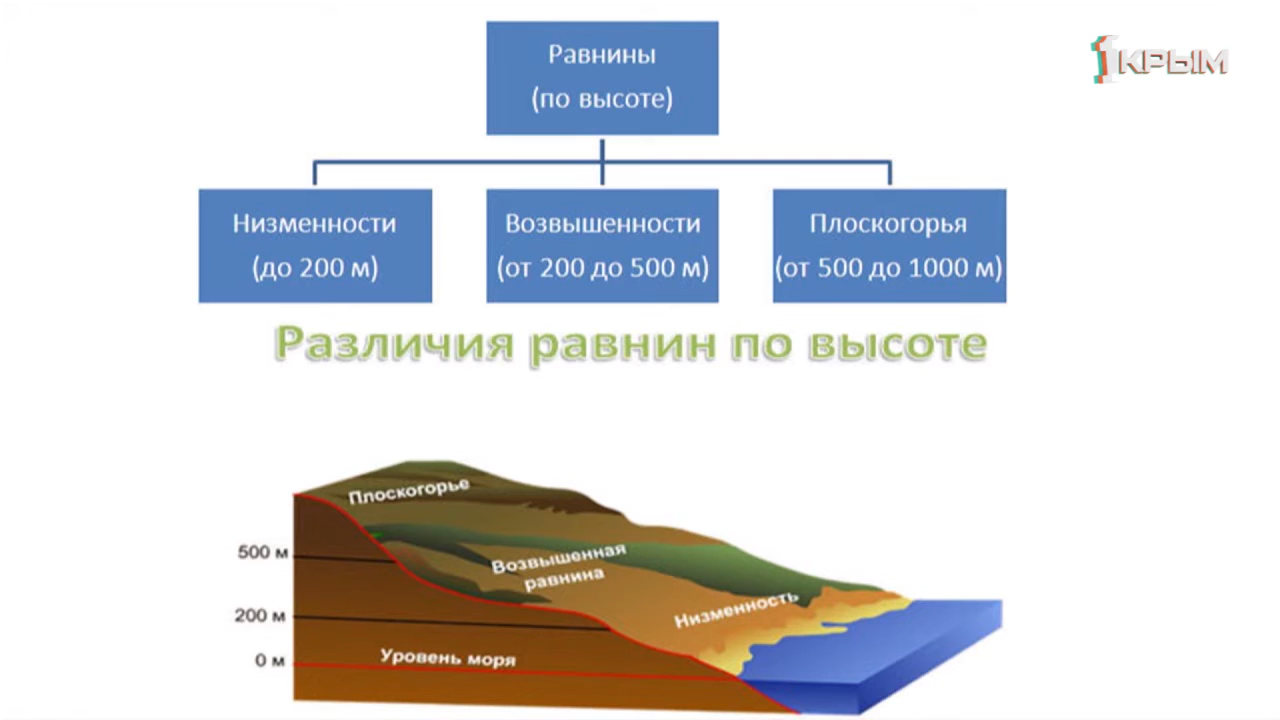 1КРЫМ
Равнины
(по высоте)
Низменности
(до 200 м)
Возвышенности
(от 200 до 500 м)
Плоскогорья
(от 500 до 1000 м)
Различия равнин по высоте
Плоскогорье
500 м
Возвышенная
равнина
Низменность
200 м
0 м
Уровень моря